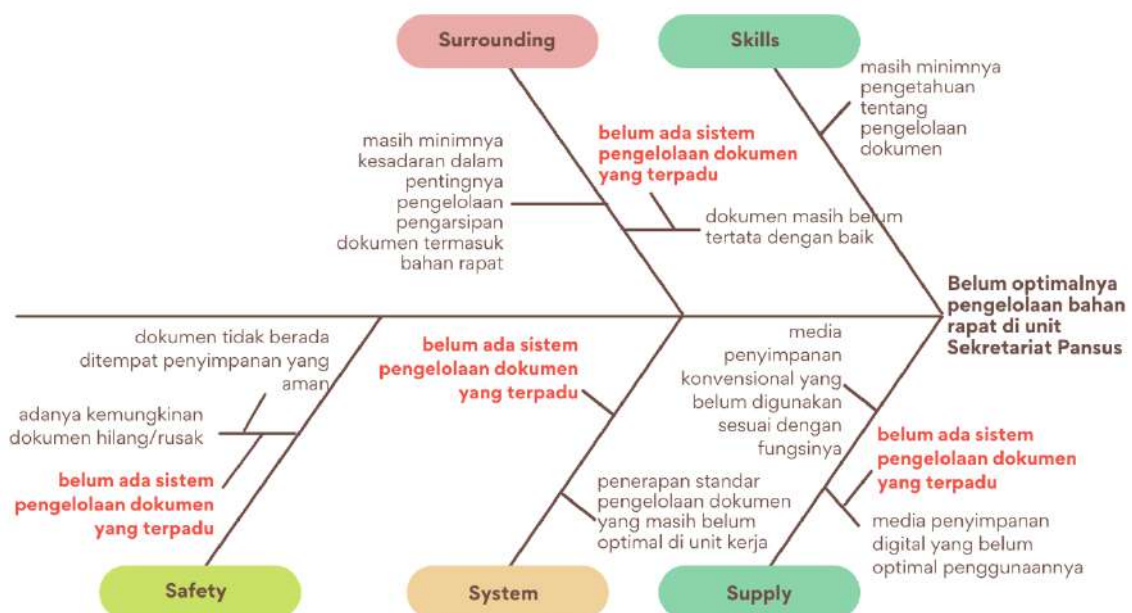 Surrounding
Skills
masih minimnya
pengetahuan
tentang
pengelolaan
dokumen
masih minimnya
kesadaran dalam
pentingnya
pengelolaan
pengarsipan
dokumen termasuk
bahan rapat
belum ada sistem
pengelolaan dokumen
yang terpadu
dokumen masih belum
tertata dengan baik
Belum optimalnya
pengelolaan bahan
rapat di unit
Sekretariat Pansus
dokumen tidak berada
ditempat penyimpanan yang
aman
adanya kemungkinan
dokumen hilang/rusak
belum ada sistem
pengelolaan dokumen
yang terpadu
belum ada sistem
pengelolaan dokumen
yang terpadu
penerapan standar
pengelolaan dokumen
yang masih belum
optimal di unit kerja
media
penyimpanan
konvensional yang
belum digunakan
sesuai dengan
fungsinya
belum ada sistem
pengelolaan dokumen
yang terpadu
media penyimpanan
digital yang belum
optimal penggunaannya
Safety
System
Supply